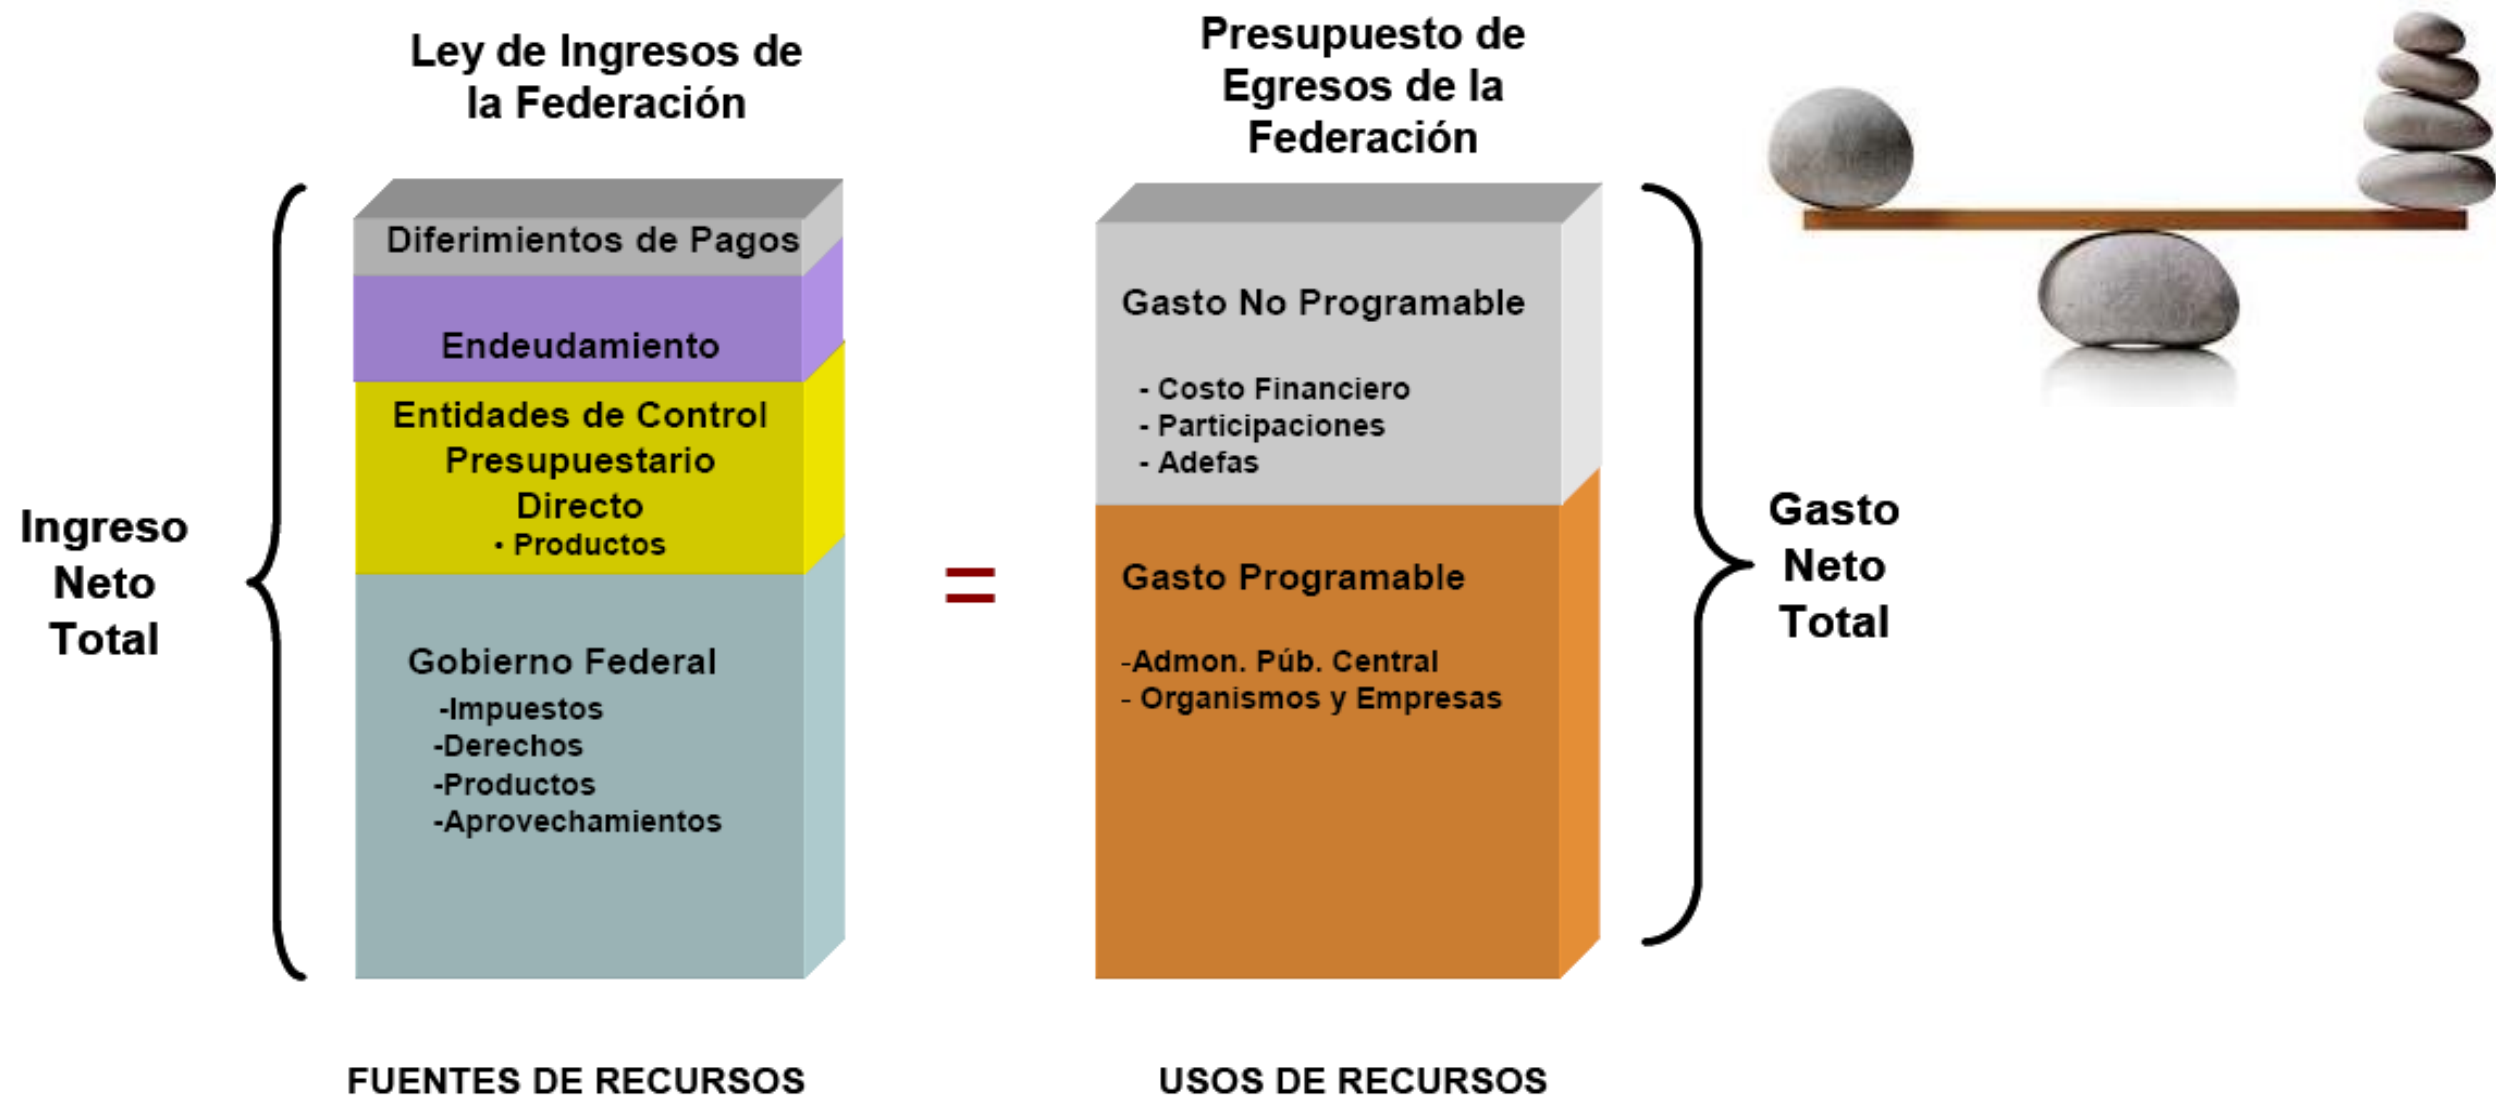 Ley de Ingresos de
la Federación
Presupuesto de
Egresos de la
Federación
Ingreso
Neto
Total
Diferimientos de Pagos
Endeudamiento
Entidades de Control
Presupuestario
Directo
• Productos
Gobierno Federal
-Impuestos
-Derechos
-Productos
-Aprovechamientos
=
Gasto No Programable
- Costo Financiero
- Participaciones
- Adefas
Gasto Programable
-Admon. Púb. Central
- Organismos y Empresas
Gasto
Neto
Total
FUENTES DE RECURSOS
USOS DE RECURSOS